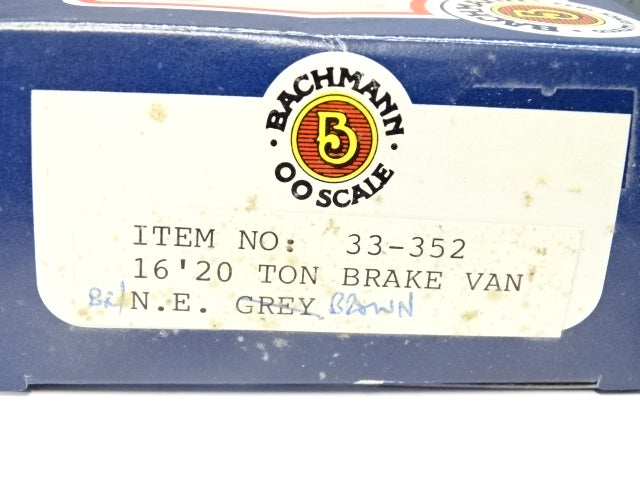 BACHMANN
B
OO SCALE
ITEM NO: 33-352
16'20 TON BRAKE VAN
BR/ N.E. GREY BROWN